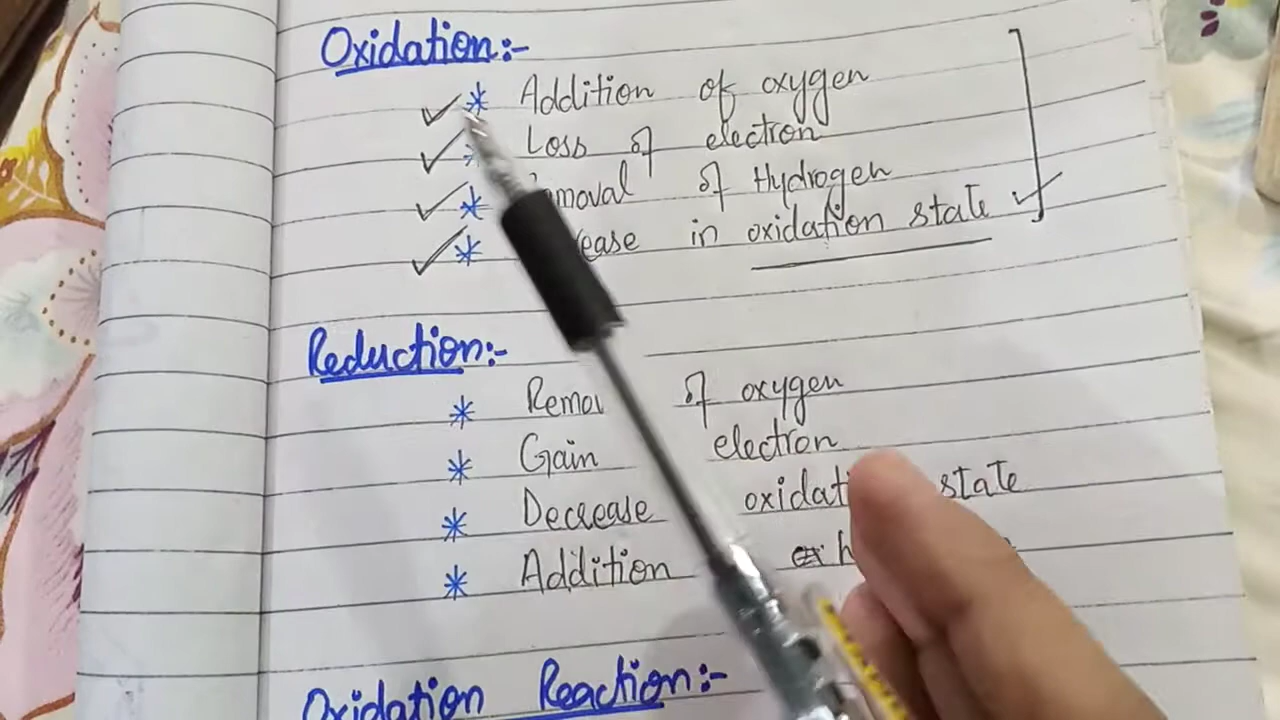 Oxidation:-
* Addition of oxygen
* Loss of electron
* of Hydrogen
* in oxidation state
Reduction:-
* of oxygen
* Gain electron
* Decrease state
* Addition
Oxidation Reaction:-